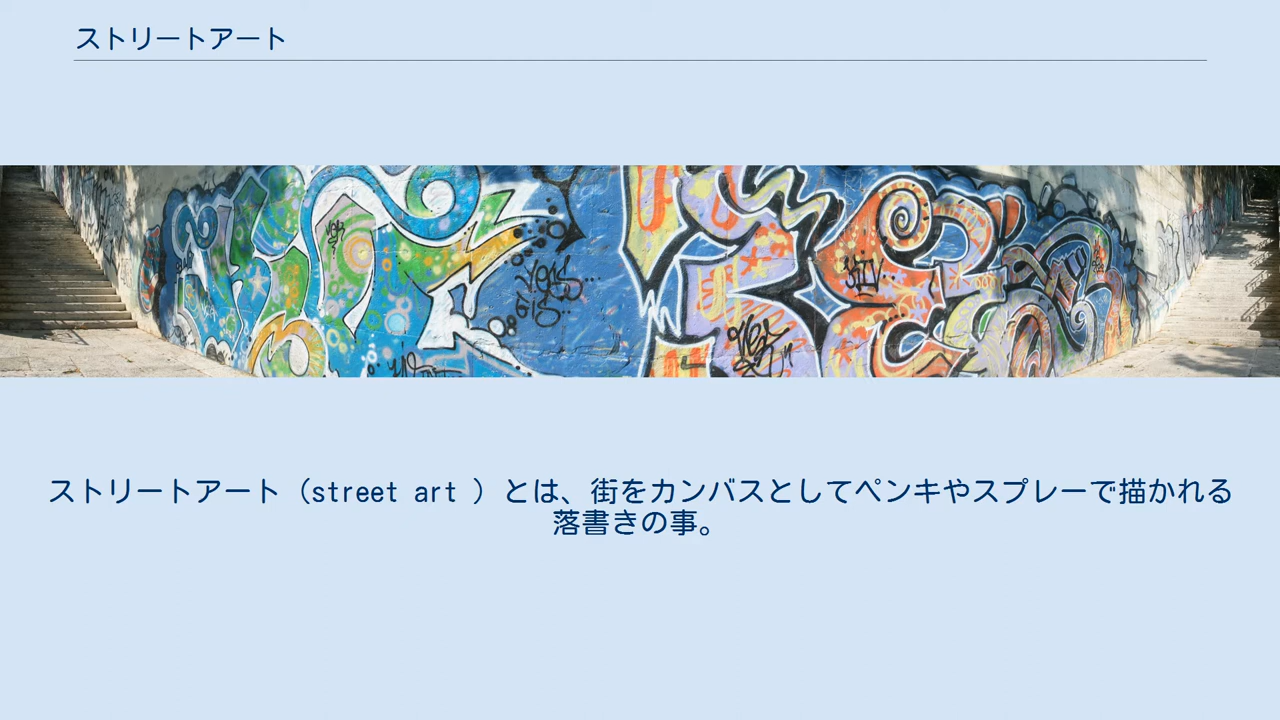 ストリートアート
ストリートアート（street art ）とは、街をカンバスとしてペンキやスプレーで描かれる
落書きの事。